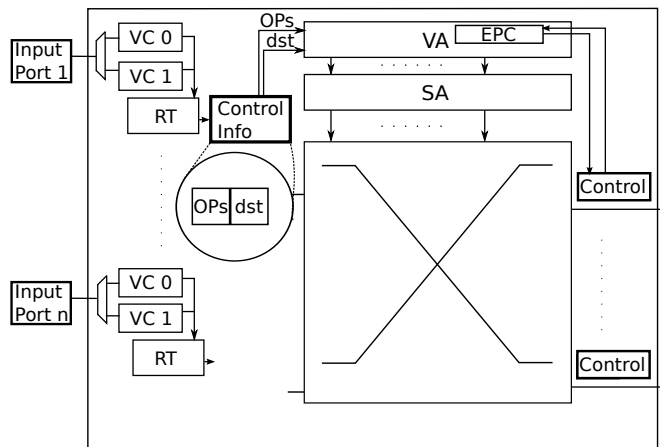 OPs
dst
VA
EPC
Input
Port 1
VC 0
VC 1
RT
Control
Info
SA
OPs dst
Control
Input
Port n
VC 0
VC 1
RT
Control